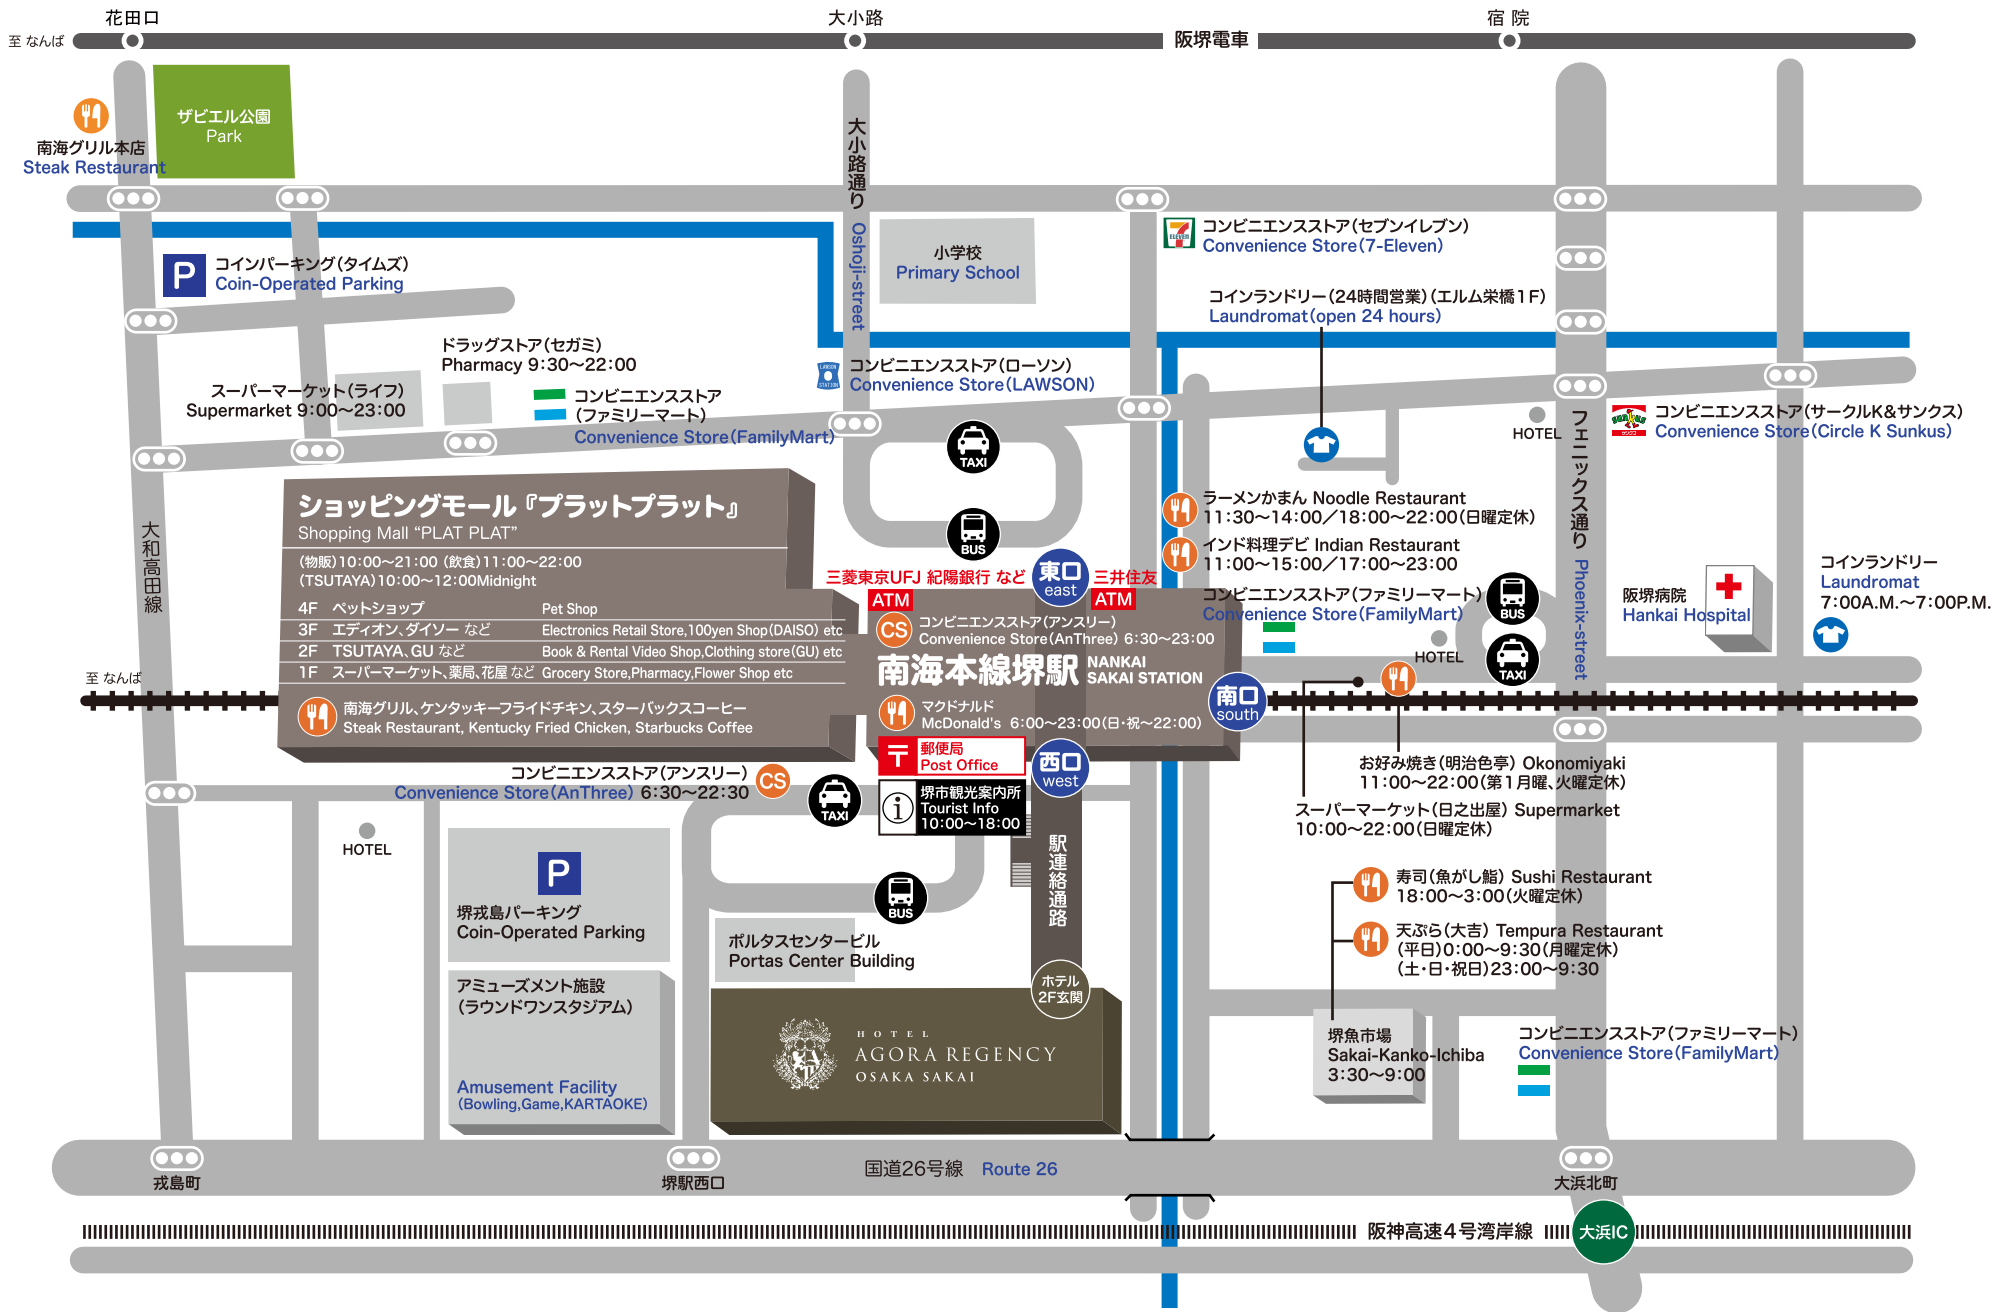 花田口
大小路
宿 院
至 なんば
阪堺電車
ザビエル公園
Park
南海グリル本店
Steak Restaurant
大小路通り
Oshoji-street
小学校
Primary School
7
ELEVEN
コンビニエンスストア(セブンイレブン)
Convenience Store(7-Eleven)
P
コインパーキング(タイムズ)
Coin-Operated Parking
コインランドリー(24時間営業)(エルム栄橋1F)
Laundromat(open 24 hours)
ドラッグストア(セガミ)
Pharmacy 9:30～22:00
スーパーマーケット(ライフ)
Supermarket 9:00～23:00
コンビニエンスストア
(ファミリーマート)
Convenience Store(FamilyMart)
LAWSON
STATION
コンビニエンスストア(ローソン)
Convenience Store(LAWSON)
TAXI
BUS
HOTEL
フェニックス通り
Phoenix-street
sunkus
サンクス
コンビニエンスストア(サークルK&サンクス)
Convenience Store(Circle K Sunkus)
大和高田線
ショッピングモール『プラットプラット』
Shopping Mall “PLAT PLAT”
(物販)10:00～21:00 (飲食)11:00～22:00
(TSUTAYA)10:00～12:00Midnight
4F ペットショップ Pet Shop
3F エディオン、ダイソー など Electronics Retail Store,100yen Shop(DAISO) etc
2F TSUTAYA、GU など Book & Rental Video Shop,Clothing store(GU) etc
1F スーパーマーケット、薬局、花屋 など Grocery Store,Pharmacy,Flower Shop etc
南海グリル、ケンタッキーフライドチキン、スターバックスコーヒー
Steak Restaurant, Kentucky Fried Chicken, Starbucks Coffee
至 なんば
ラーメンかまん Noodle Restaurant
11:30～14:00／18:00～22:00(日曜定休)
インド料理デビ Indian Restaurant
11:00～15:00／17:00～23:00
三菱東京UFJ 紀陽銀行 など
ATM
東口
east
三井住友
ATM
コンビニエンスストア(ファミリーマート)
Convenience Store(FamilyMart)
CS
コンビニエンスストア(アンスリー)
Convenience Store(AnThree) 6:30～23:00
南海本線堺駅
NANKAI
SAKAI STATION
マクドナルド
McDonald's 6:00～23:00(日・祝～22:00)
南口
south
HOTEL
BUS
TAXI
阪堺病院
Hankai Hospital
コインランドリー
Laundromat
7:00A.M.～7:00P.M.
〒
郵便局
Post Office
西口
west
i
堺市観光案内所
Tourist Info
10:00～18:00
コンビニエンスストア(アンスリー)
Convenience Store(AnThree) 6:30～22:30
CS
TAXI
BUS
駅連絡通路
お好み焼き(明治色亭) Okonomiyaki
11:00～22:00(第1月曜、火曜定休)
スーパーマーケット(日之出屋) Supermarket
10:00～22:00(日曜定休)
HOTEL
P
堺戎島パーキング
Coin-Operated Parking
ポルタスセンタービル
Portas Center Building
寿司(魚がし鮨) Sushi Restaurant
18:00～3:00(火曜定休)
天ぷら(大吉) Tempura Restaurant
(平日)0:00～9:30(月曜定休)
(土・日・祝日)23:00～9:30
アミューズメント施設
(ラウンドワンスタジアム)
Amusement Facility
(Bowling,Game,KARTAOKE)
ホテル
2F玄関
HOTEL
AGORA REGENCY
OSAKA SAKAI
堺魚市場
Sakai-Kanko-Ichiba
3:30～9:00
コンビニエンスストア(ファミリーマート)
Convenience Store(FamilyMart)
国道26号線 Route 26
戎島町
堺駅西口
大浜北町
阪神高速4号湾岸線
大浜IC